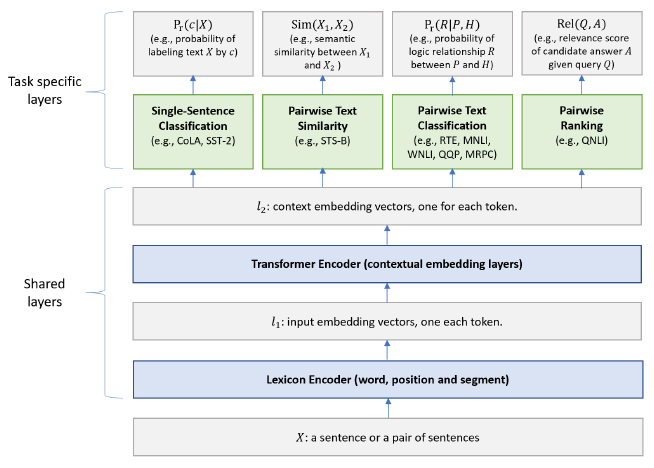 Task specific
layers
P_r(c|X)
(e.g., probability of
labeling text X by c)
Sim(X_1, X_2)
(e.g., semantic
similarity between X_1
and X_2 )
P_r(R|P, H)
(e.g., probability of
logic relationship R
between P and H)
Rel(Q, A)
(e.g., relevance score
of candidate answer A
given query Q)
Single-Sentence
Classification
(e.g., CoLA, SST-2)
Pairwise Text
Similarity
(e.g., STS-B)
Pairwise Text
Classification
(e.g., RTE, MNLI,
WNLI, QQP, MRPC)
Pairwise
Ranking
(e.g., QNLI)
Shared
layers
l_2: context embedding vectors, one for each token.
Transformer Encoder (contextual embedding layers)
l_1: input embedding vectors, one each token.
Lexicon Encoder (word, position and segment)
X: a sentence or a pair of sentences